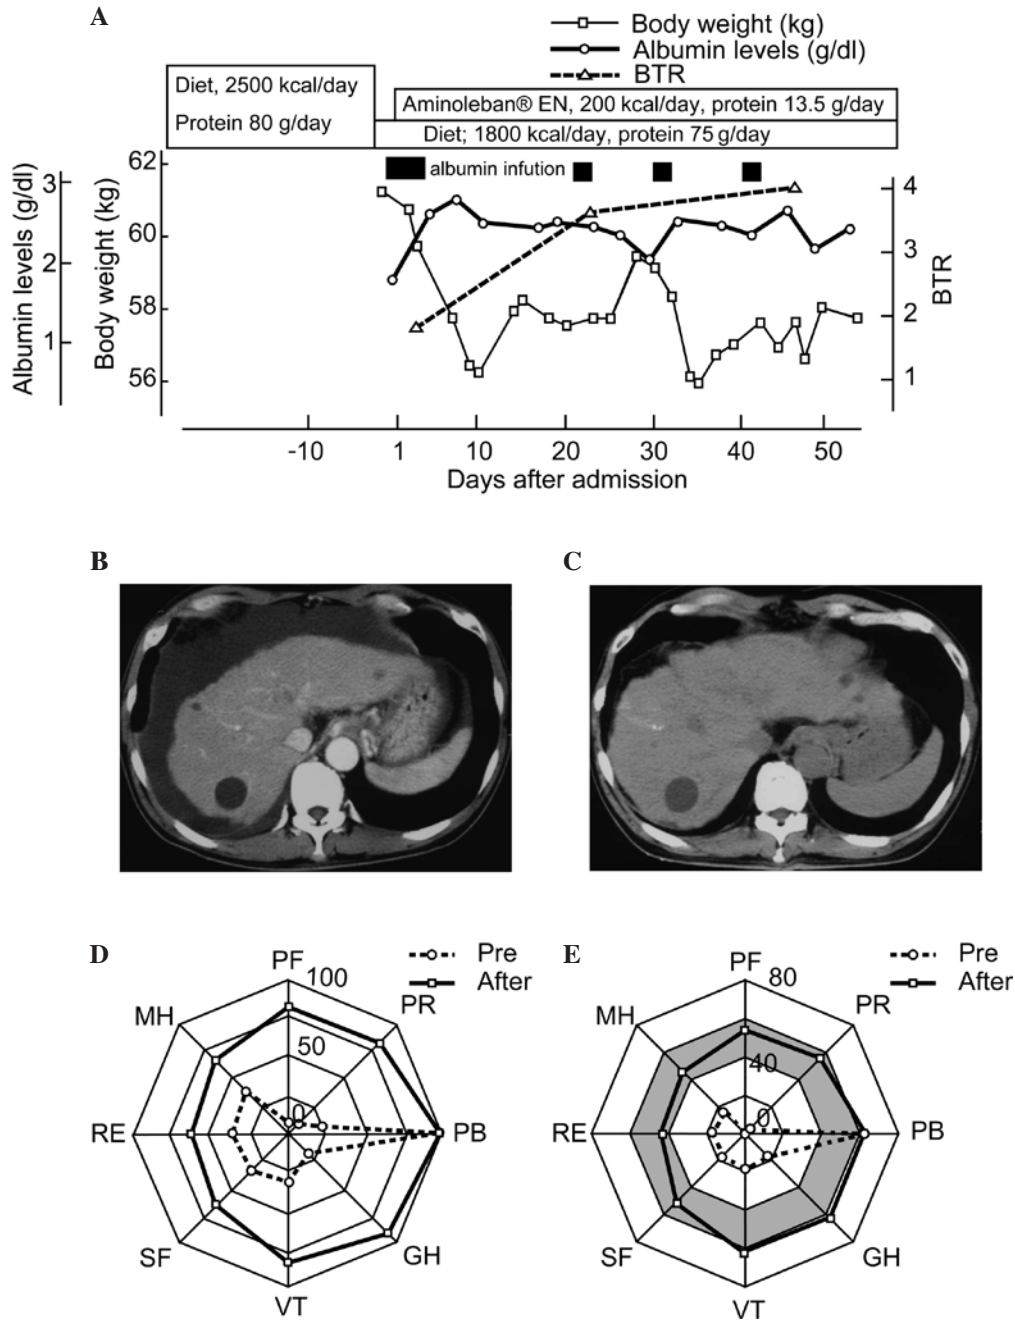 A
Body weight (kg)
Albumin levels (g/dl)
BTR
Diet, 2500 kcal/day
Protein 80 g/day
Aminoleban® EN, 200 kcal/day, protein 13.5 g/day
Diet; 1800 kcal/day, protein 75 g/day
albumin infution
Albumin levels (g/dl)
3
2
1
Body weight (kg)
62
60
58
56
4
3
2
1
BTR
-10 1 10 20 30 40 50
Days after admission
B
C
D
Pre
After
PF
100
PR
MH
50
0
RE
PB
SF
GH
VT
E
Pre
After
PF
80
PR
MH
40
0
RE
PB
SF
GH
VT